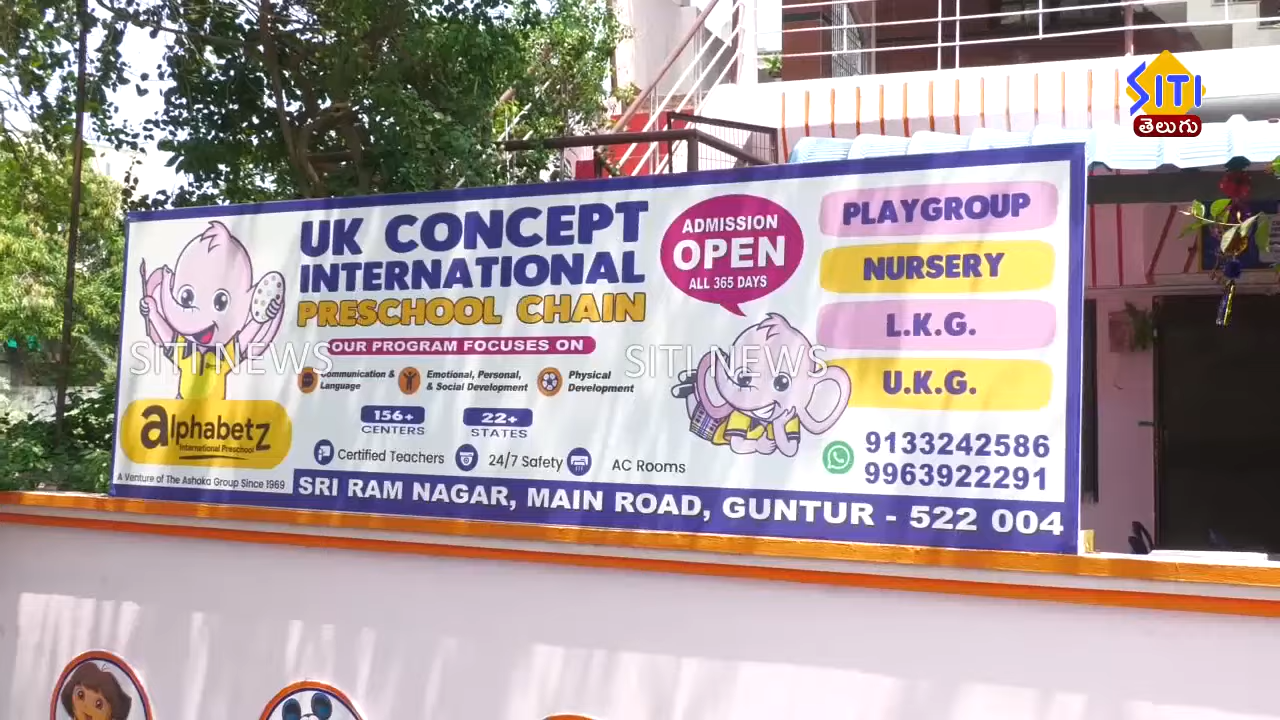 SITI
తెలుగు
UK CONCEPT
INTERNATIONAL
PRESCHOOL CHAIN
OUR PROGRAM FOCUSES ON
Communication &
Language
Emotional, Personal,
& Social Development
Physical
Development
156+
CENTERS
22+
STATES
Certified Teachers
24/7 Safety
AC Rooms
ADMISSION
OPEN
ALL 365 DAYS
PLAYGROUP
NURSERY
L.K.G.
U.K.G.
9133242586
9963922291
alphabetz
International Preschool
A Venture of The Ashoka Group Since 1969
SRI RAM NAGAR, MAIN ROAD, GUNTUR - 522 004
SITI NEWS
SITI NEWS